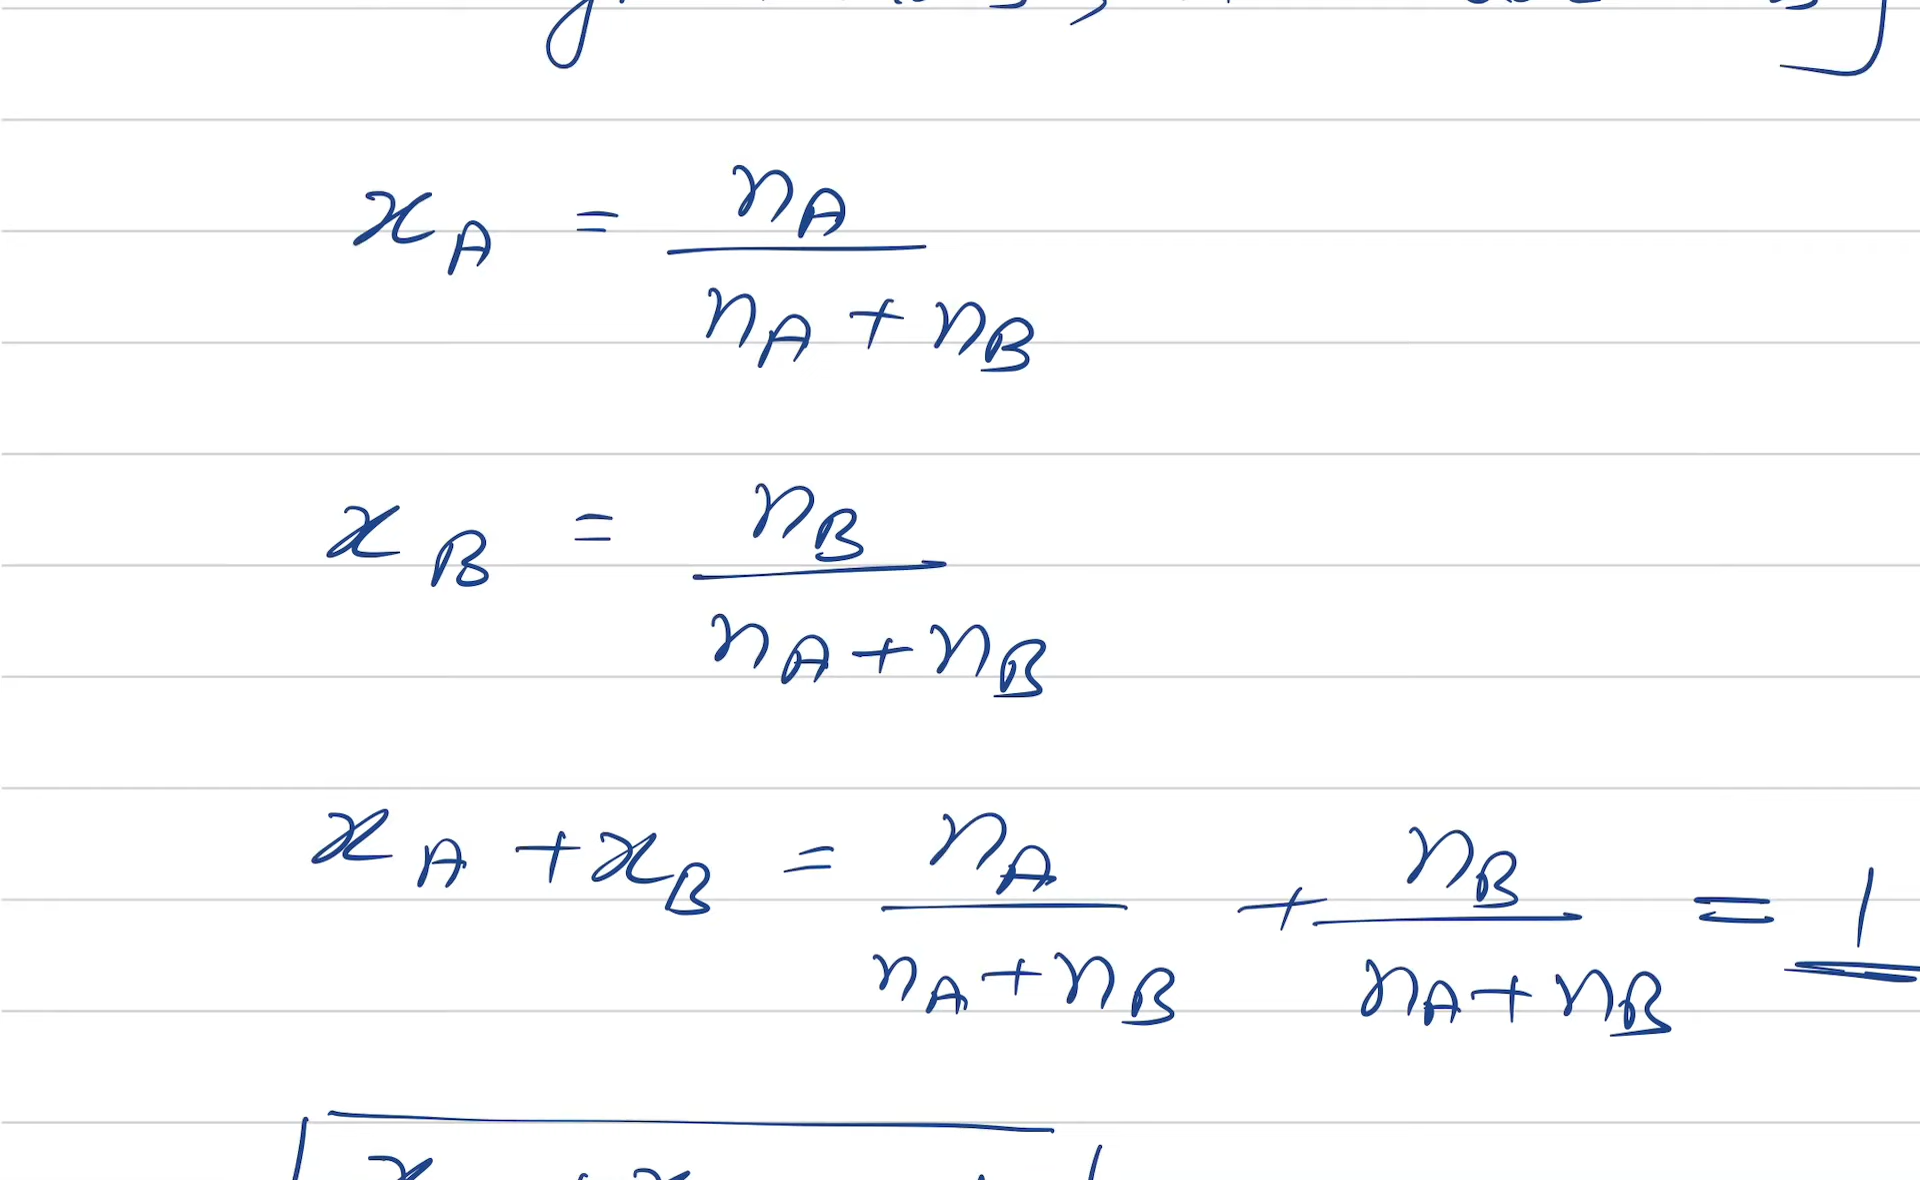 x_A = n_A / (n_A + n_B)
x_B = n_B / (n_A + n_B)
x_A + x_B = n_A / (n_A + n_B) + n_B / (n_A + n_B) = 1